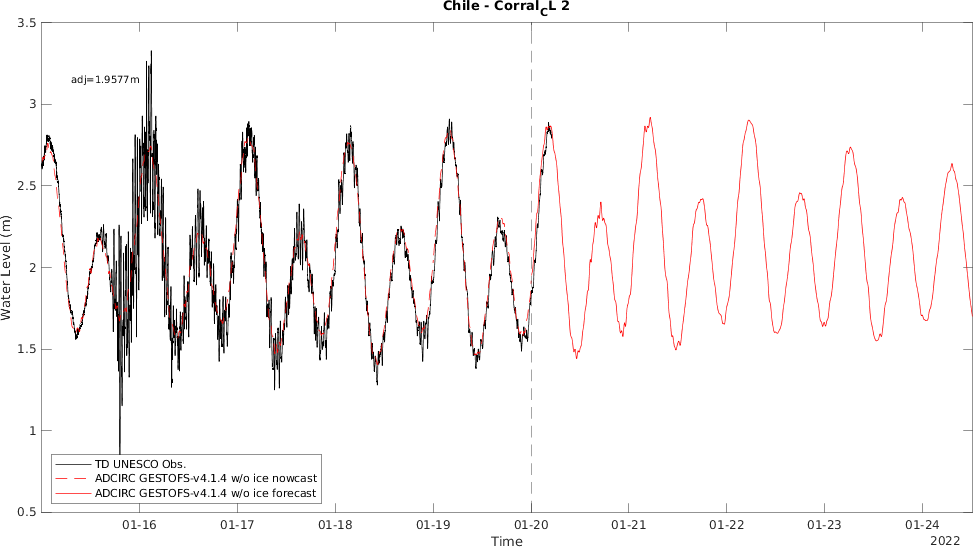 Chile - CorralCL 2
3.5
3
2.5
2
1.5
1
0.5
Water Level (m)
adj=1.9577m
TD UNESCO Obs.
ADCIRC GESTOFS-v4.1.4 w/o ice nowcast
ADCIRC GESTOFS-v4.1.4 w/o ice forecast
01-16 01-17 01-18 01-19 01-20 01-21 01-22 01-23 01-24
Time
2022